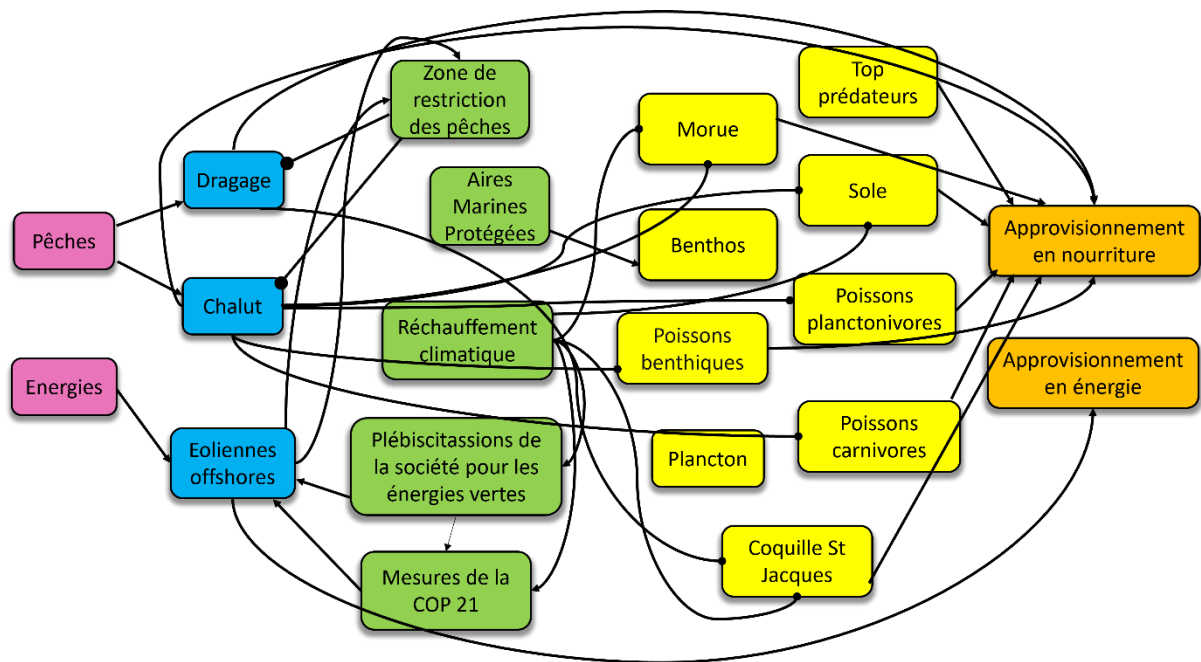 Zone de
restriction
des pêches
Top
prédateurs
Morue
Dragage
Aires
Marines
Protégées
Sole
Pêches
Benthos
Approvisionnement
en nourriture
Chalut
Poissons
planctonivores
Réchauffement
climatique
Poissons
benthiques
Energies
Approvisionnement
en énergie
Eoliennes
offshores
Plébiscitassions de
la société pour les
énergies vertes
Plancton
Poissons
carnivores
Mesures de la
COP 21
Coquille St
Jacques